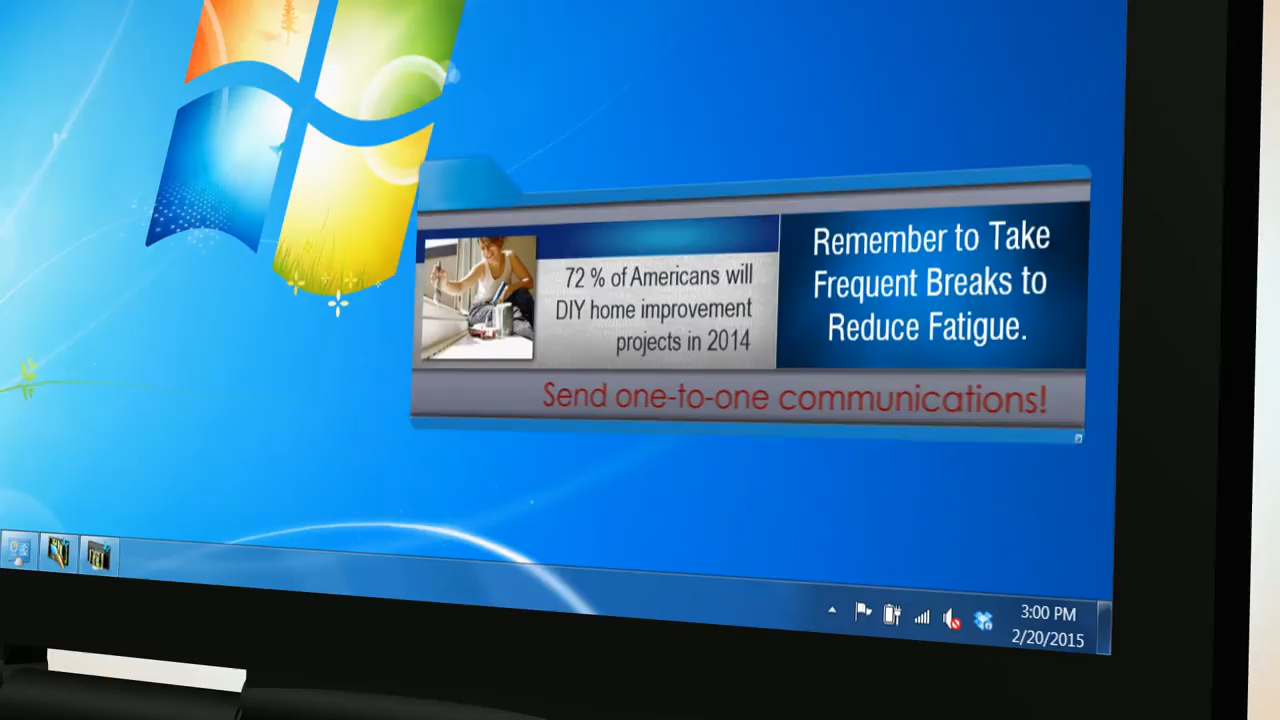 72 % of Americans will
DIY home improvement
projects in 2014
Remember to Take
Frequent Breaks to
Reduce Fatigue.
Send one-to-one communications!
3:00 PM
2/20/2015